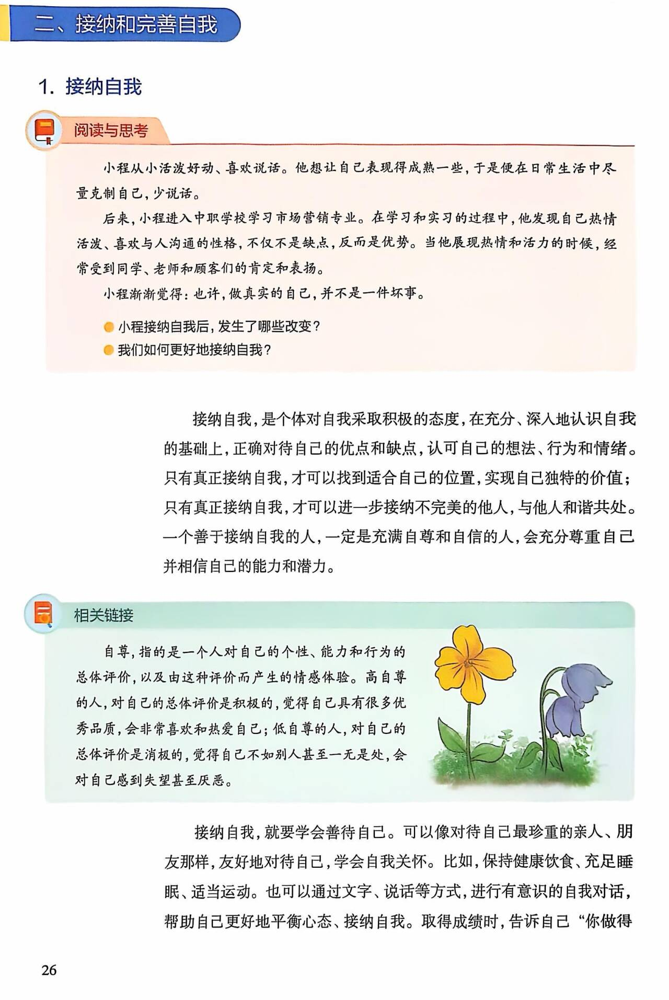 二、接纳和完善自我
1. 接纳自我
阅读与思考
小程从小活泼好动、喜欢说话。他想让自己表现得成熟一些，于是便在日常生活中尽
量克制自己，少说话。
后来，小程进入中职学校学习市场营销专业。在学习和实习的过程中，他发现自己热情
活泼、喜欢与人沟通的性格，不仅不是缺点，反而是优势。当他展现热情和活力的时候，经
常受到同学、老师和顾客们的肯定和表扬。
小程渐渐觉得：也许，做真实的自己，并不是一件坏事。
小程接纳自我后，发生了哪些改变？
我们如何更好地接纳自我？
接纳自我，是个体对自我采取积极的态度，在充分、深入地认识自我
的基础上，正确对待自己的优点和缺点，认可自己的想法、行为和情绪。
只有真正接纳自我，才可以找到适合自己的位置，实现自己独特的价值；
只有真正接纳自我，才可以进一步接纳不完美的他人，与他人和谐共处。
一个善于接纳自我的人，一定是充满自尊和自信的人，会充分尊重自己
并相信自己的能力和潜力。
相关链接
自尊，指的是一个人对自己的个性、能力和行为的
总体评价，以及由这种评价而产生的情感体验。高自尊
的人，对自己的总体评价是积极的，觉得自己具有很多优
秀品质，会非常喜欢和热爱自己；低自尊的人，对自己的
总体评价是消极的，觉得自己不如别人甚至一无是处，会
对自己感到失望甚至厌恶。
接纳自我，就要学会善待自己。可以像对待自己最珍重的亲人、朋
友那样，友好地对待自己，学会自我关怀。比如，保持健康饮食、充足睡
眠、适当运动。也可以通过文字、说话等方式，进行有意识的自我对话，
帮助自己更好地平衡心态、接纳自我。取得成绩时，告诉自己“你做得
26